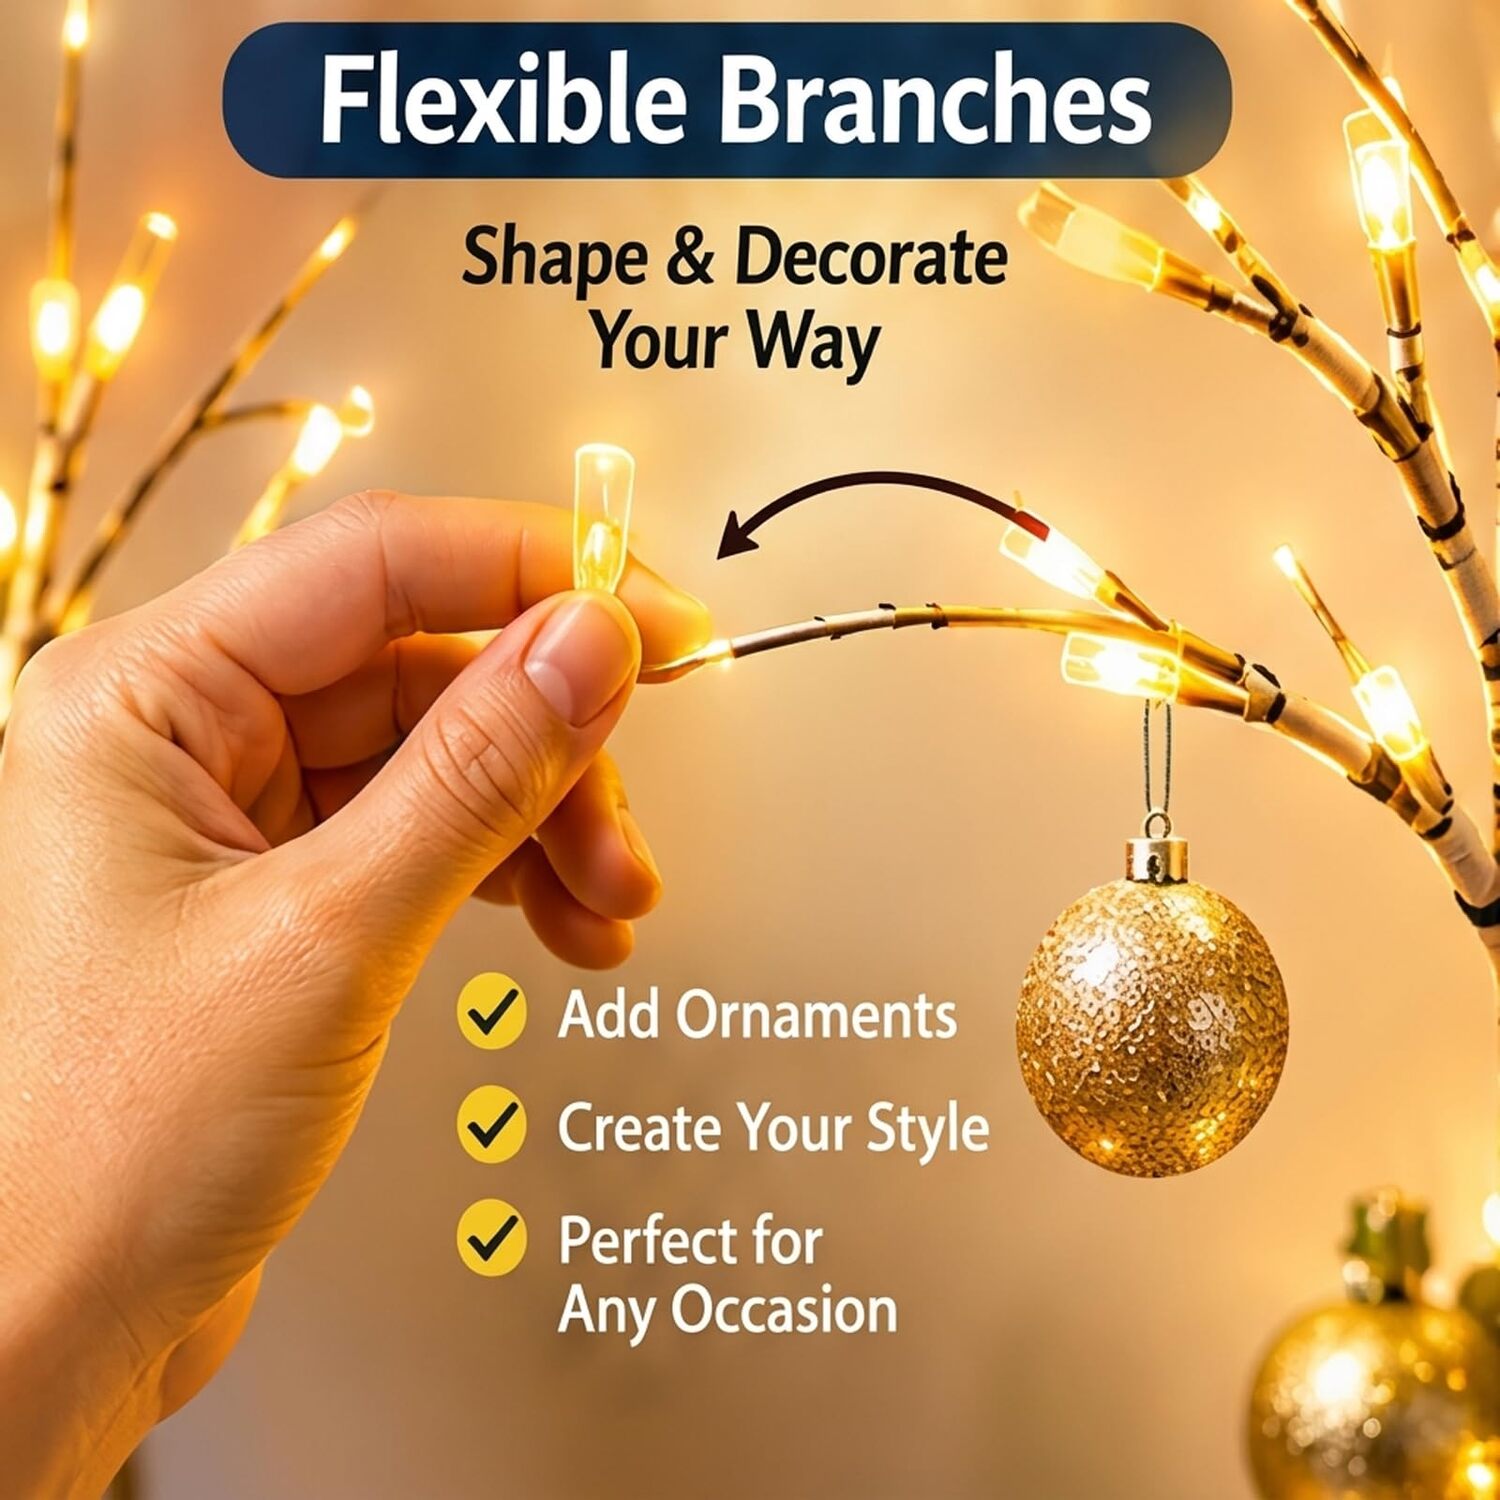 Flexible Branches
Shape & Decorate
Your Way
Add Ornaments
Create Your Style
Perfect for
Any Occasion